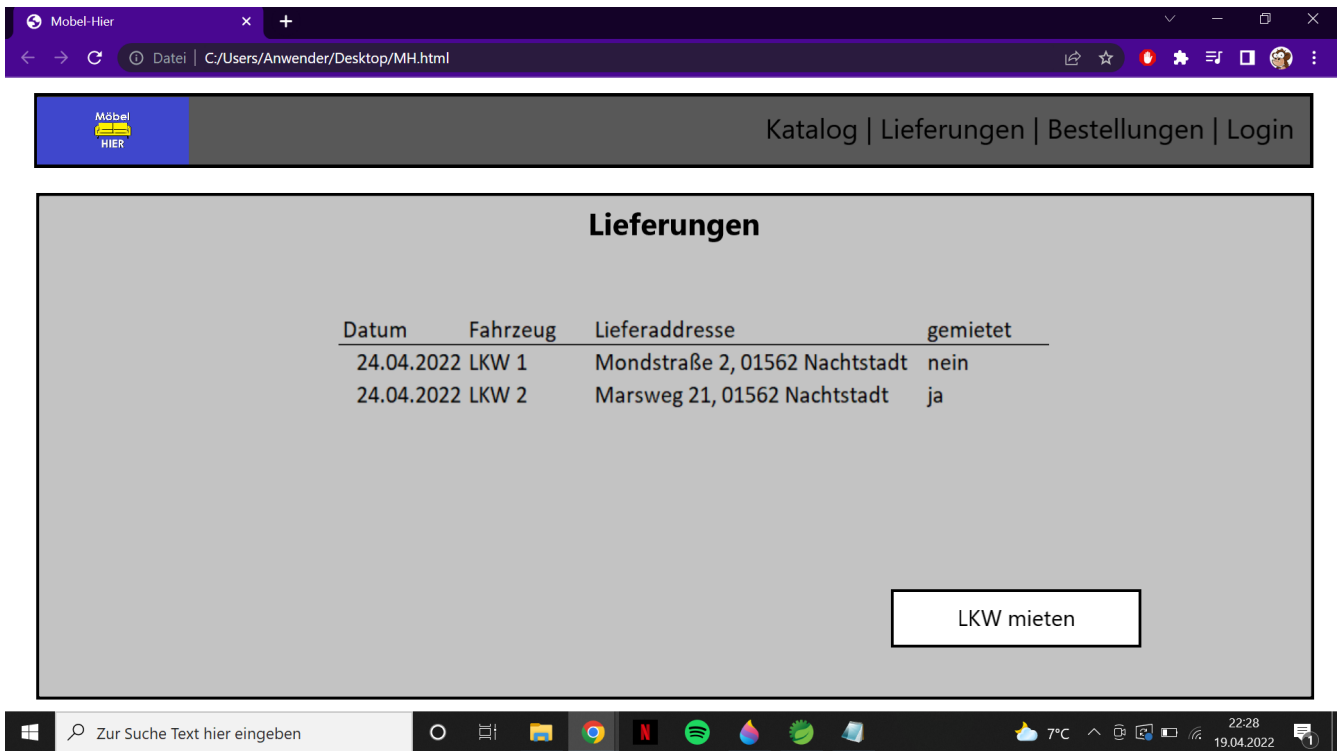 Mobel-Hier
Datei | C:/Users/Anwender/Desktop/MH.html
Möbel
HIER
Katalog | Lieferungen | Bestellungen | Login
Lieferungen
Datum Fahrzeug Lieferaddresse gemietet
24.04.2022 LKW 1 Mondstraße 2, 01562 Nachtstadt nein
24.04.2022 LKW 2 Marsweg 21, 01562 Nachtstadt ja
LKW mieten
Zur Suche Text hier eingeben
N
7°C
22:28
19.04.2022
1